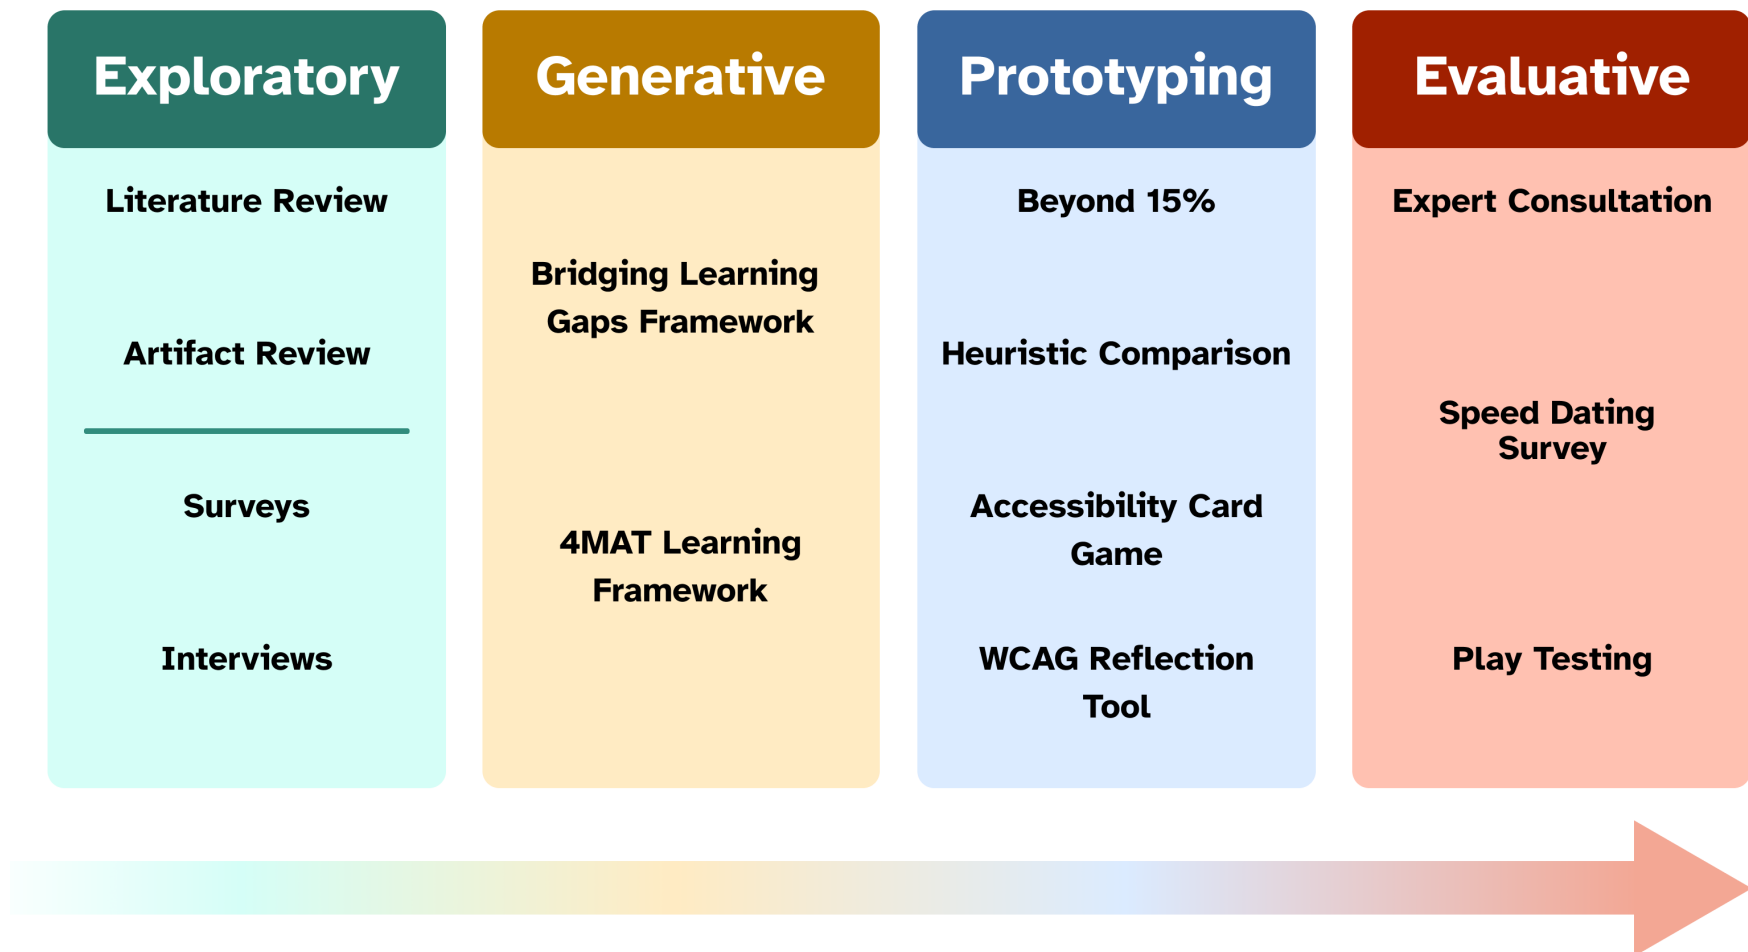 Exploratory
Literature Review
Artifact Review
Surveys
Interviews
Generative
Bridging Learning
Gaps Framework
4MAT Learning
Framework
Prototyping
Beyond 15%
Heuristic Comparison
Accessibility Card
Game
WCAG Reflection
Tool
Evaluative
Expert Consultation
Speed Dating
Survey
Play Testing